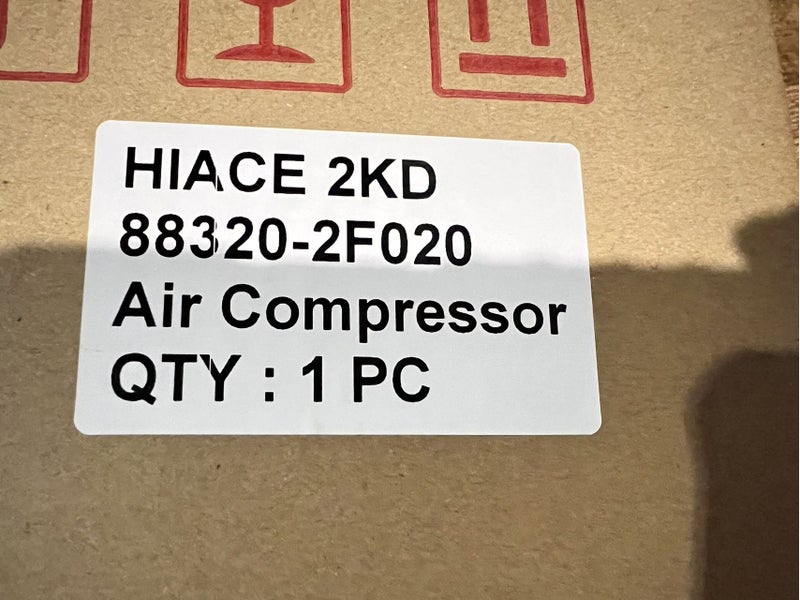 HIACE 2KD
88320-2F020
Air Compressor
QTY : 1 PC